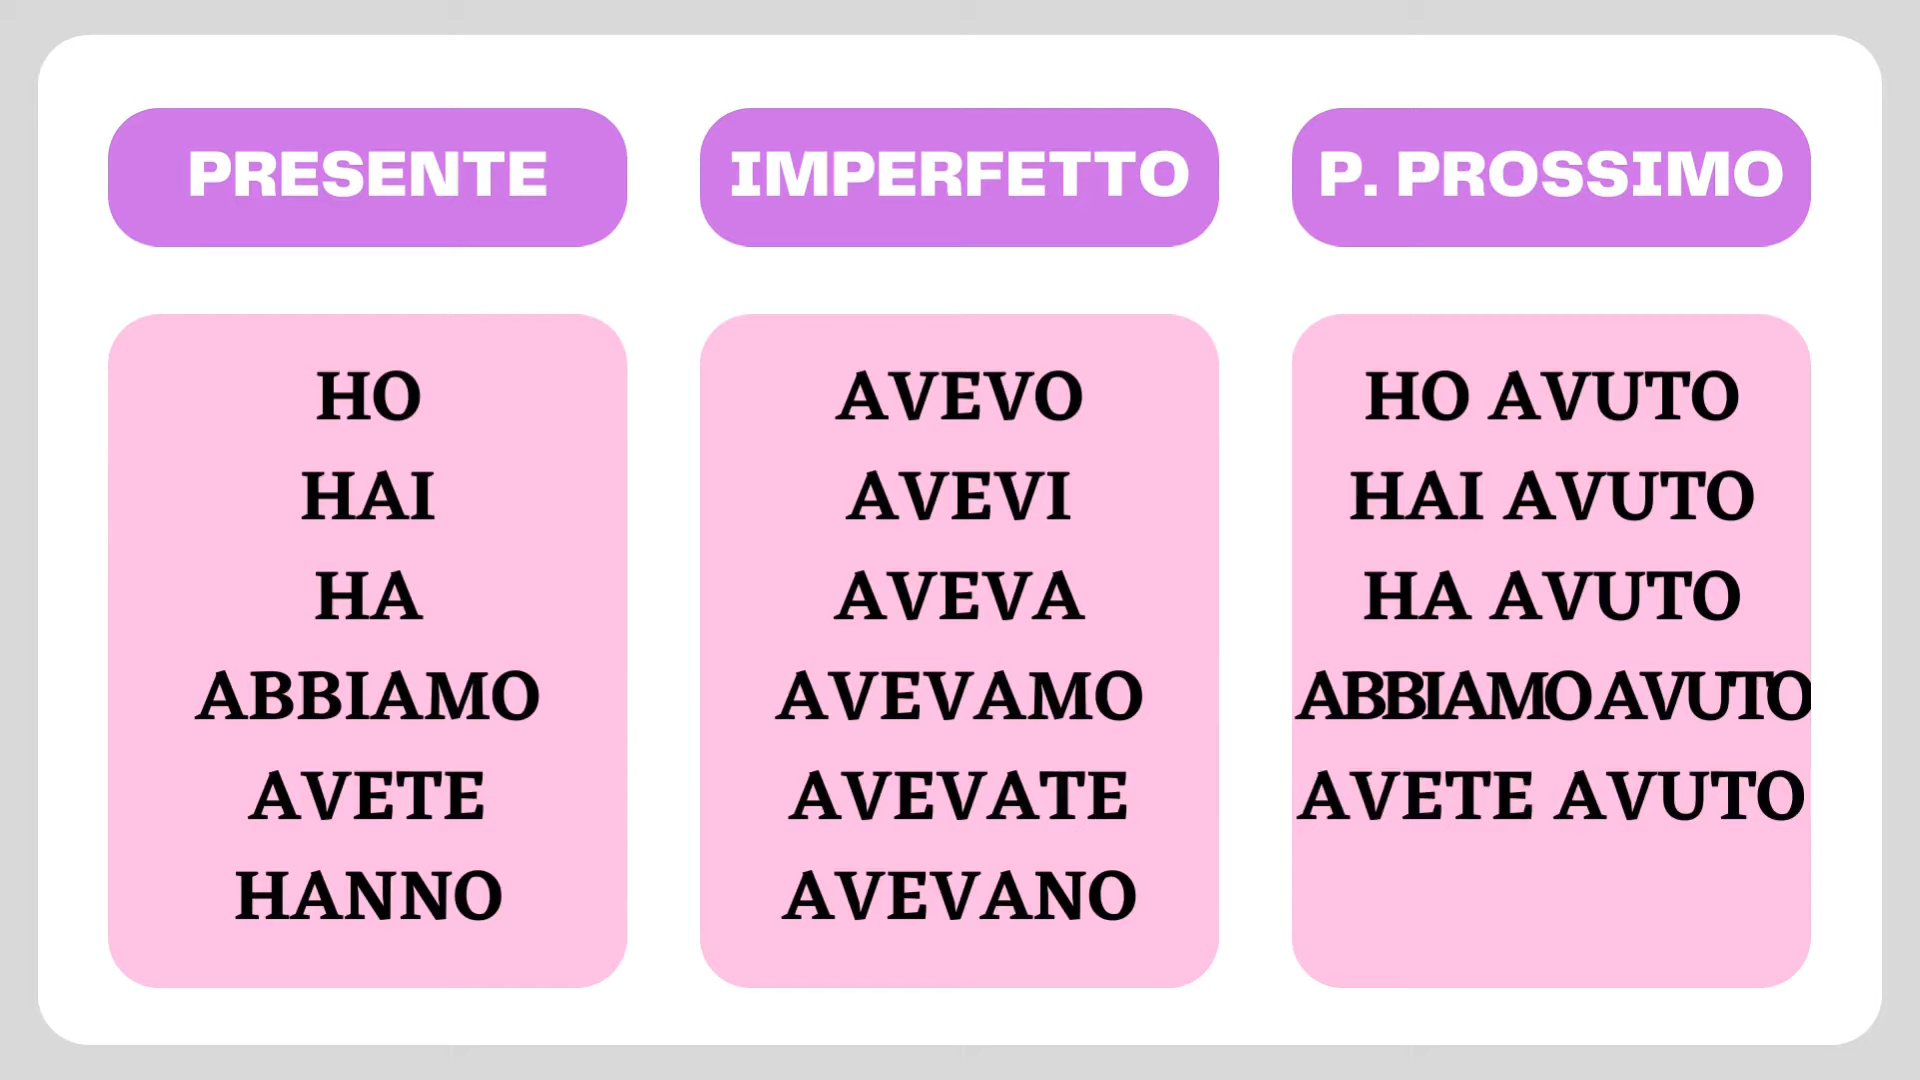 PRESENTE
HO
HAI
HA
ABBIAMO
AVETE
HANNO
IMPERFETTO
AVEVO
AVEVI
AVEVA
AVEVAMO
AVEVATE
AVEVANO
P. PROSSIMO
HO AVUTO
HAI AVUTO
HA AVUTO
ABBIAMO AVUTO
AVETE AVUTO